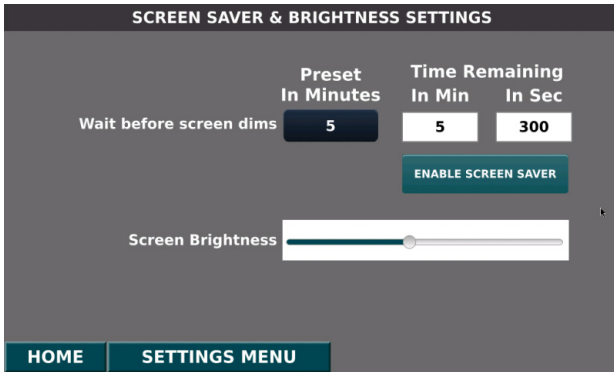 SCREEN SAVER & BRIGHTNESS SETTINGS
Preset
In Minutes
Time Remaining
In Min In Sec
Wait before screen dims 5 5 300
ENABLE SCREEN SAVER
Screen Brightness
HOME SETTINGS MENU